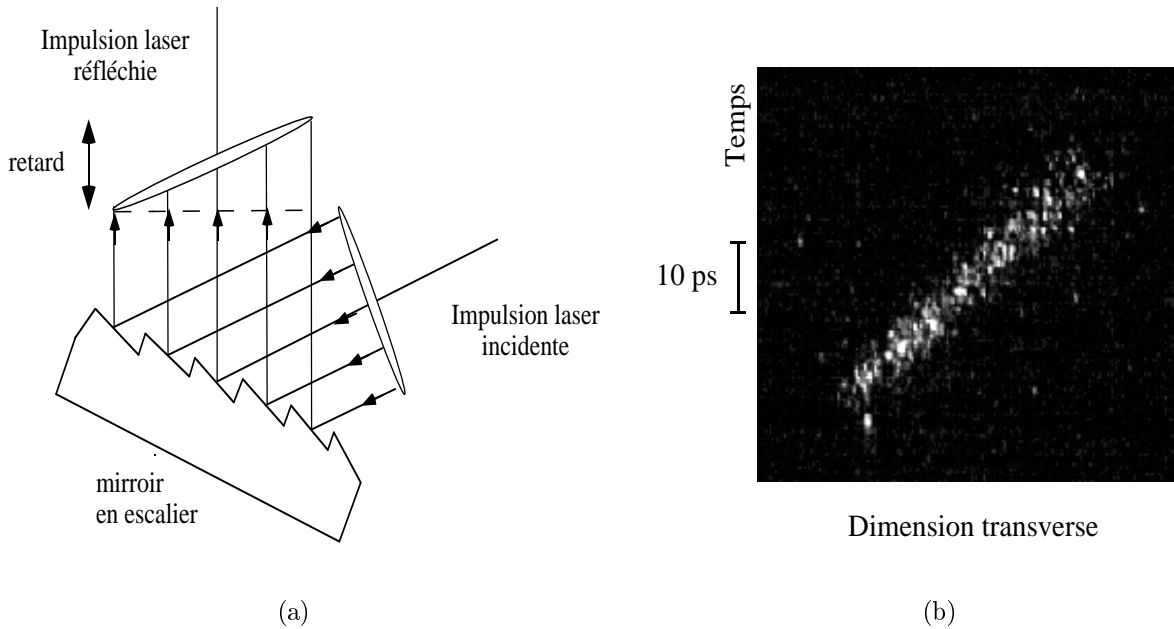 Impulsion laser
réfléchie
retard
Impulsion laser
incidente
mirroir
en escalier
(a)
Temps
10 ps
Dimension transverse
(b)